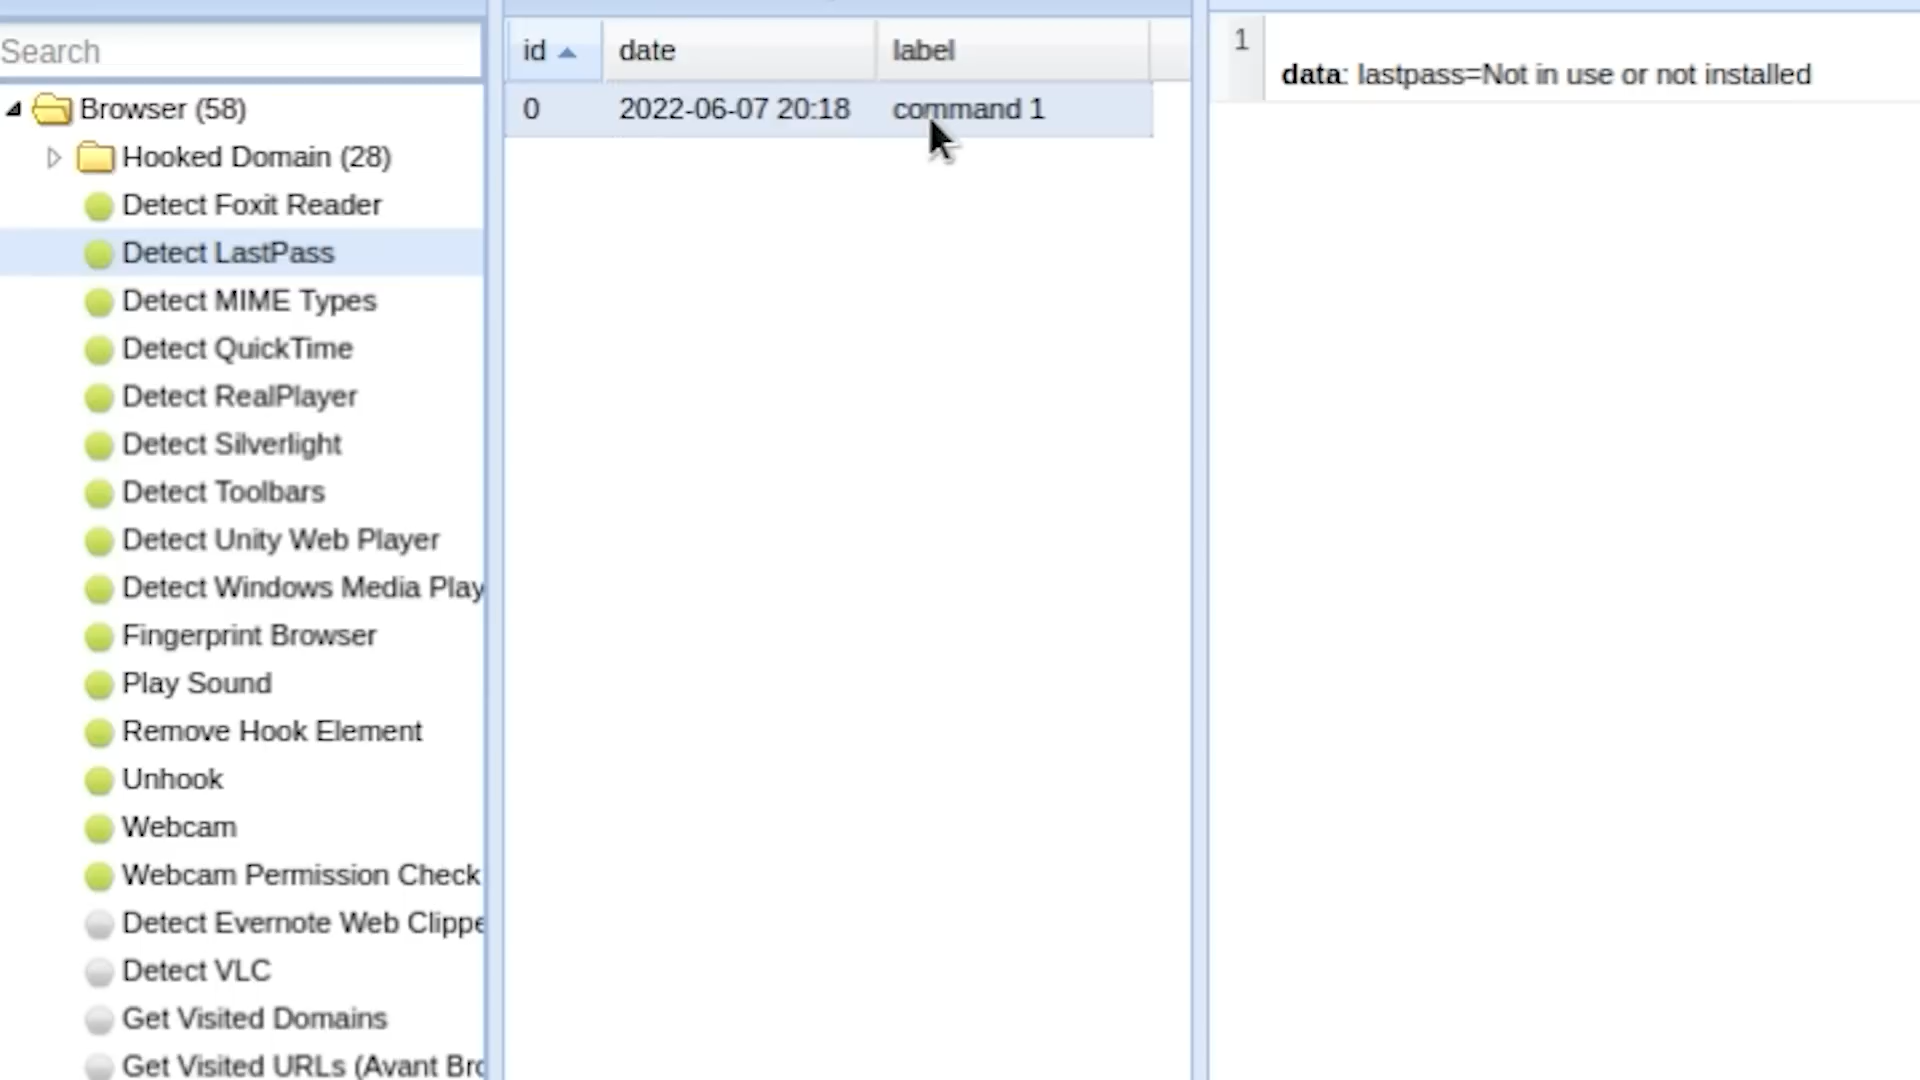 Search
Browser (58)
Hooked Domain (28)
Detect Foxit Reader
Detect LastPass
Detect MIME Types
Detect QuickTime
Detect RealPlayer
Detect Silverlight
Detect Toolbars
Detect Unity Web Player
Detect Windows Media Play
Fingerprint Browser
Play Sound
Remove Hook Element
Unhook
Webcam
Webcam Permission Check
Detect Evernote Web Clippe
Detect VLC
Get Visited Domains
Get Visited URLs (Avant Bro
id date label
0 2022-06-07 20:18 command 1
1
data: lastpass=Not in use or not installed